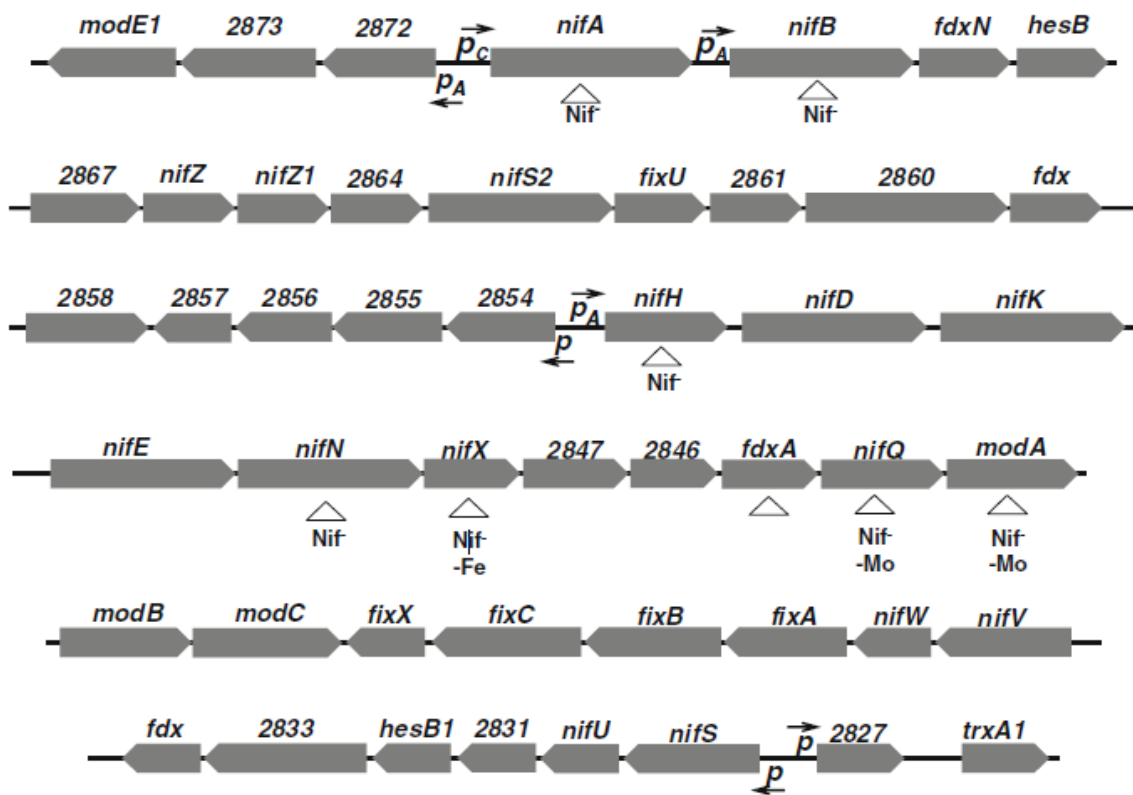 modE1 2873 2872 nifA nifB fdxN hesB
pC pA
pA
Nif- Nif-
2867 nifZ nifZ1 2864 nifS2 fixU 2861 2860 fdx
2858 2857 2856 2855 2854 nifH nifD nifK
pA
p
Nif-
nifE nifN nifX 2847 2846 fdxA nifQ modA
Nif- Nif- Nif- Nif-
-Fe -Mo -Mo
modB modC fixX fixC fixB fixA nifW nifV
fdx 2833 hesB1 2831 nifU nifS 2827 trxA1
p
p